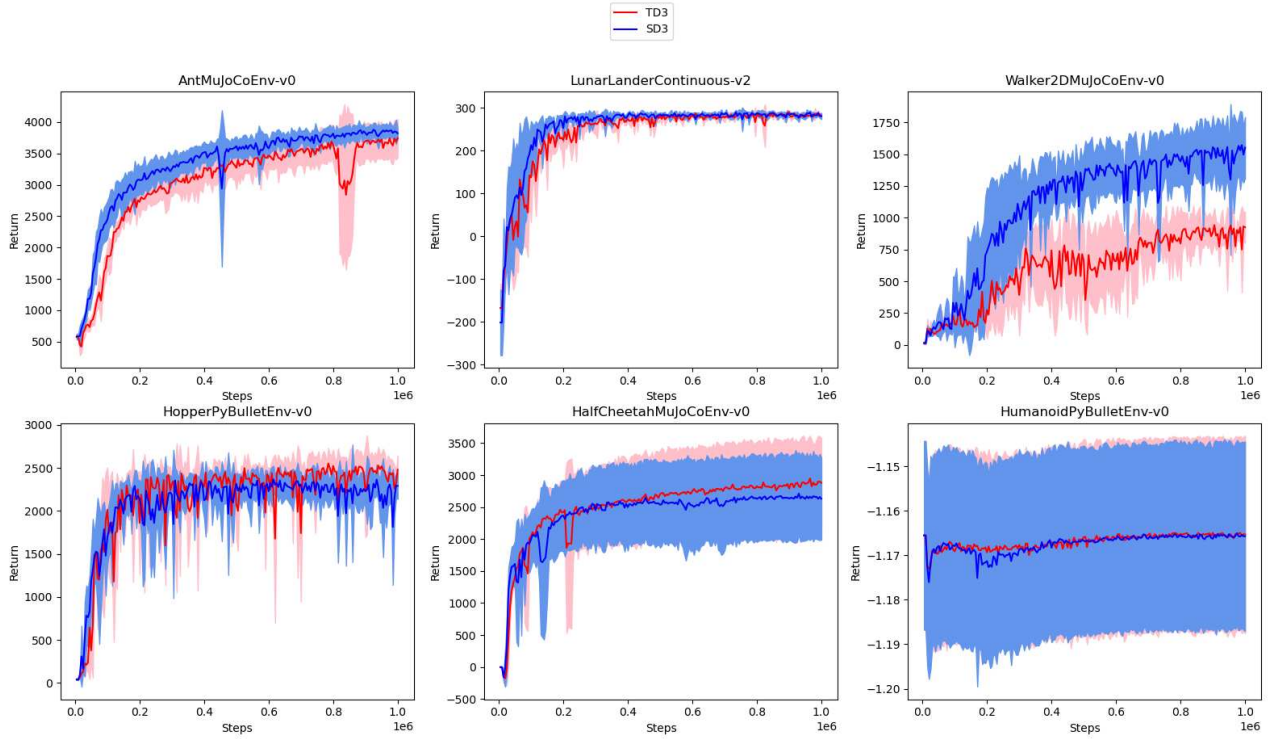 TD3
SD3
AntMuJoCoEnv-v0
Return
4000
3500
3000
2500
2000
1500
1000
500
0.0 0.2 0.4 0.6 0.8 1.0
Steps
1e6
LunarLanderContinuous-v2
Return
300
200
100
0
−100
−200
−300
0.0 0.2 0.4 0.6 0.8 1.0
Steps
1e6
Walker2DMuJoCoEnv-v0
Return
1750
1500
1250
1000
750
500
250
0
0.0 0.2 0.4 0.6 0.8 1.0
Steps
1e6
HopperPyBulletEnv-v0
Return
3000
2500
2000
1500
1000
500
0
0.0 0.2 0.4 0.6 0.8 1.0
Steps
1e6
HalfCheetahMuJoCoEnv-v0
Return
3500
3000
2500
2000
1500
1000
500
0
−500
0.0 0.2 0.4 0.6 0.8 1.0
Steps
1e6
HumanoidPyBulletEnv-v0
Return
−1.15
−1.16
−1.17
−1.18
−1.19
−1.20
0.0 0.2 0.4 0.6 0.8 1.0
Steps
1e6